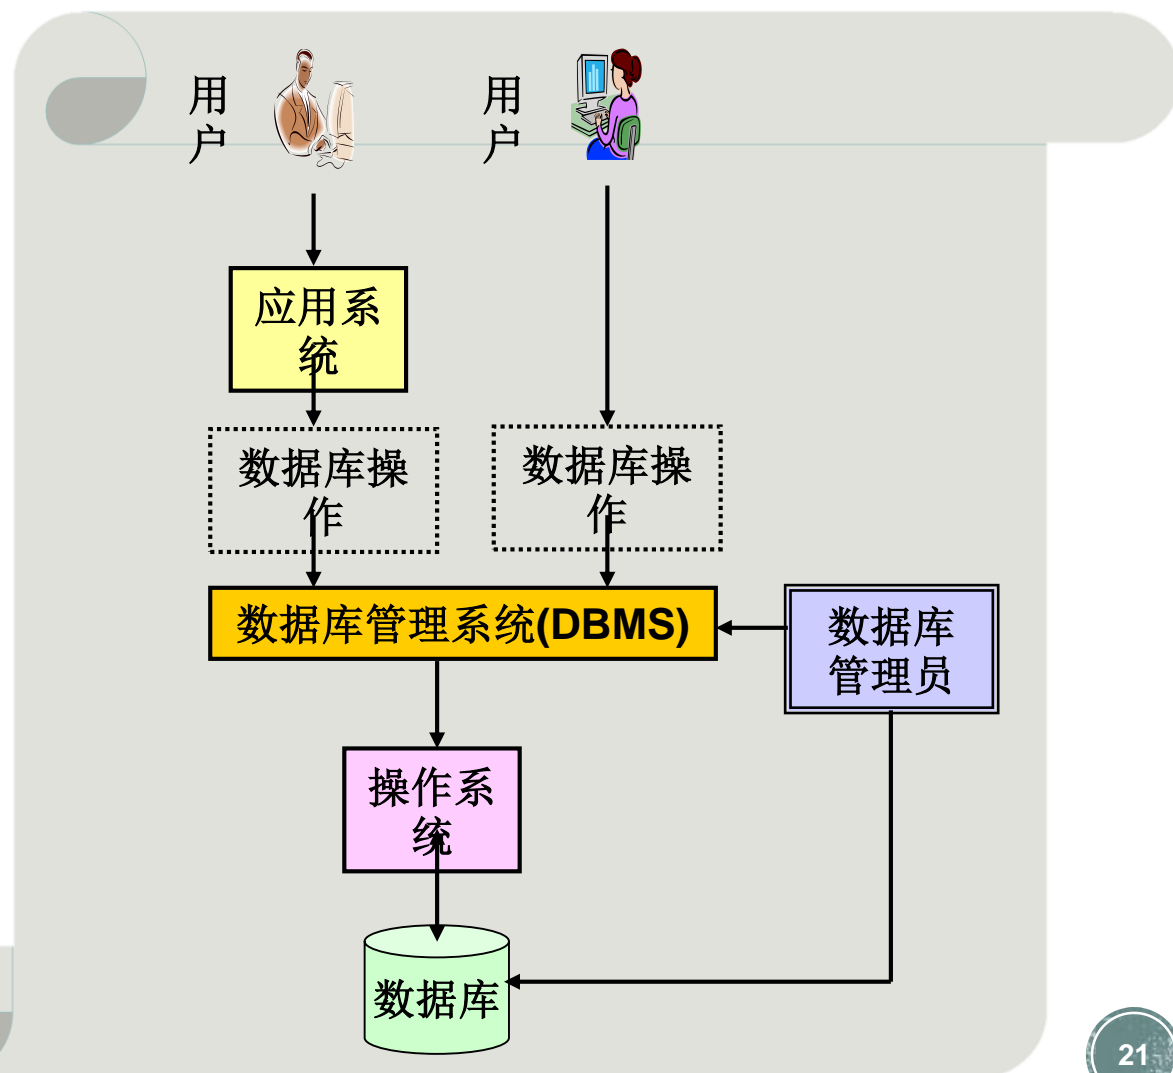 用
户
用
户
应用系
统
数据库操
作
数据库操
作
数据库管理系统(DBMS)
数据库
管理员
操作系
统
数据库
21